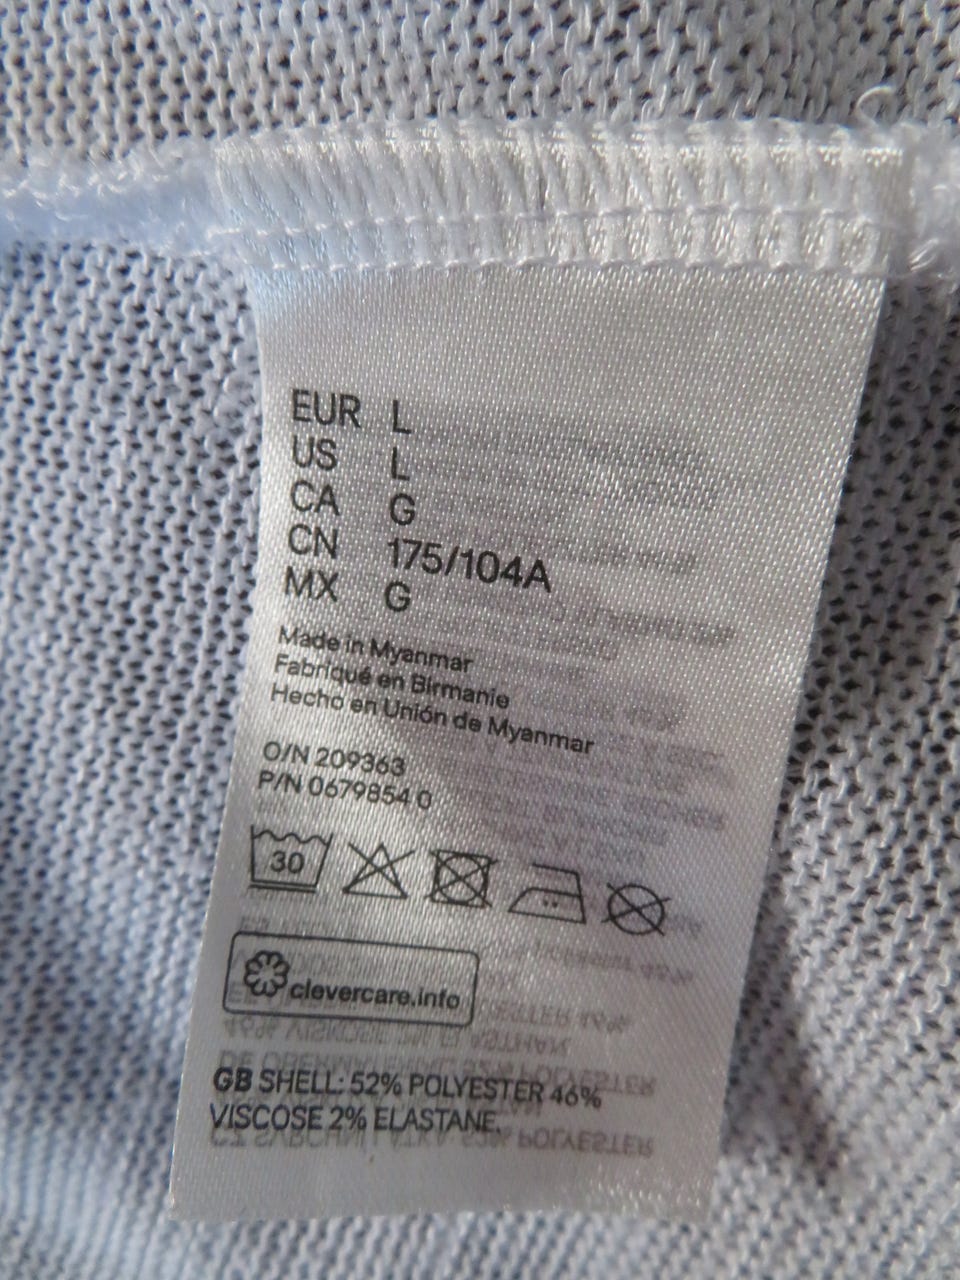 EUR L
US L
CA G
CN 175/104A
MX G
Made in Myanmar
Fabriqué en Birmanie
Hecho en Unión de Myanmar
O/N 209363
P/N 0679854 0
30
clevercare.info
GB SHELL: 52% POLYESTER 46%
VISCOSE 2% ELASTANE.